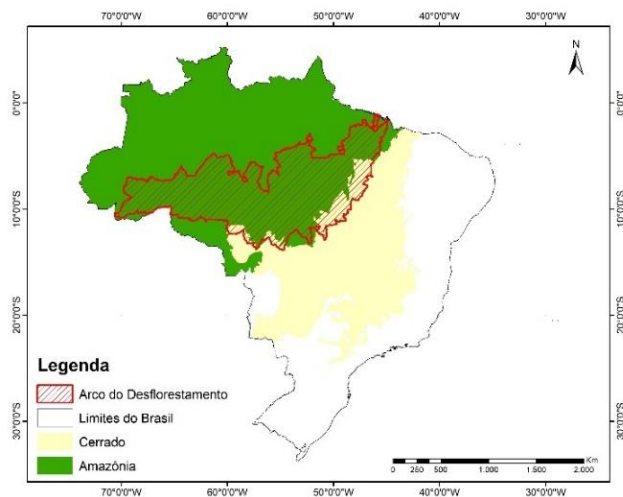 70°0'0"W 60°0'0"W 50°0'0"W 40°0'0"W 30°0'0"W
N
0°0'0" 0°0'0"
10°0'0"S 10°0'0"S
20°0'0"S 20°0'0"S
30°0'0"S 30°0'0"S
Legenda
Arco do Desflorestamento
Limites do Brasil
Cerrado
Amazônia
Km
0 250 500 1.000 1.500 2.000
70°0'0"W 60°0'0"W 50°0'0"W 40°0'0"W 30°0'0"W